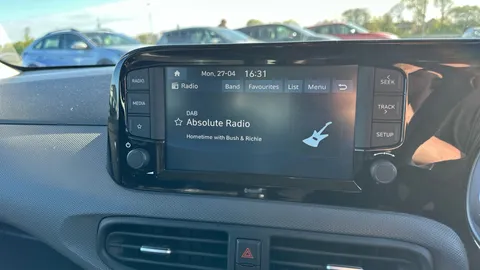 Mon, 27-04 16:31
Radio Band Favourites List Menu
DAB
Absolute Radio
Hometime with Bush & Richie
RADIO
MEDIA
SEEK
TRACK
SETUP